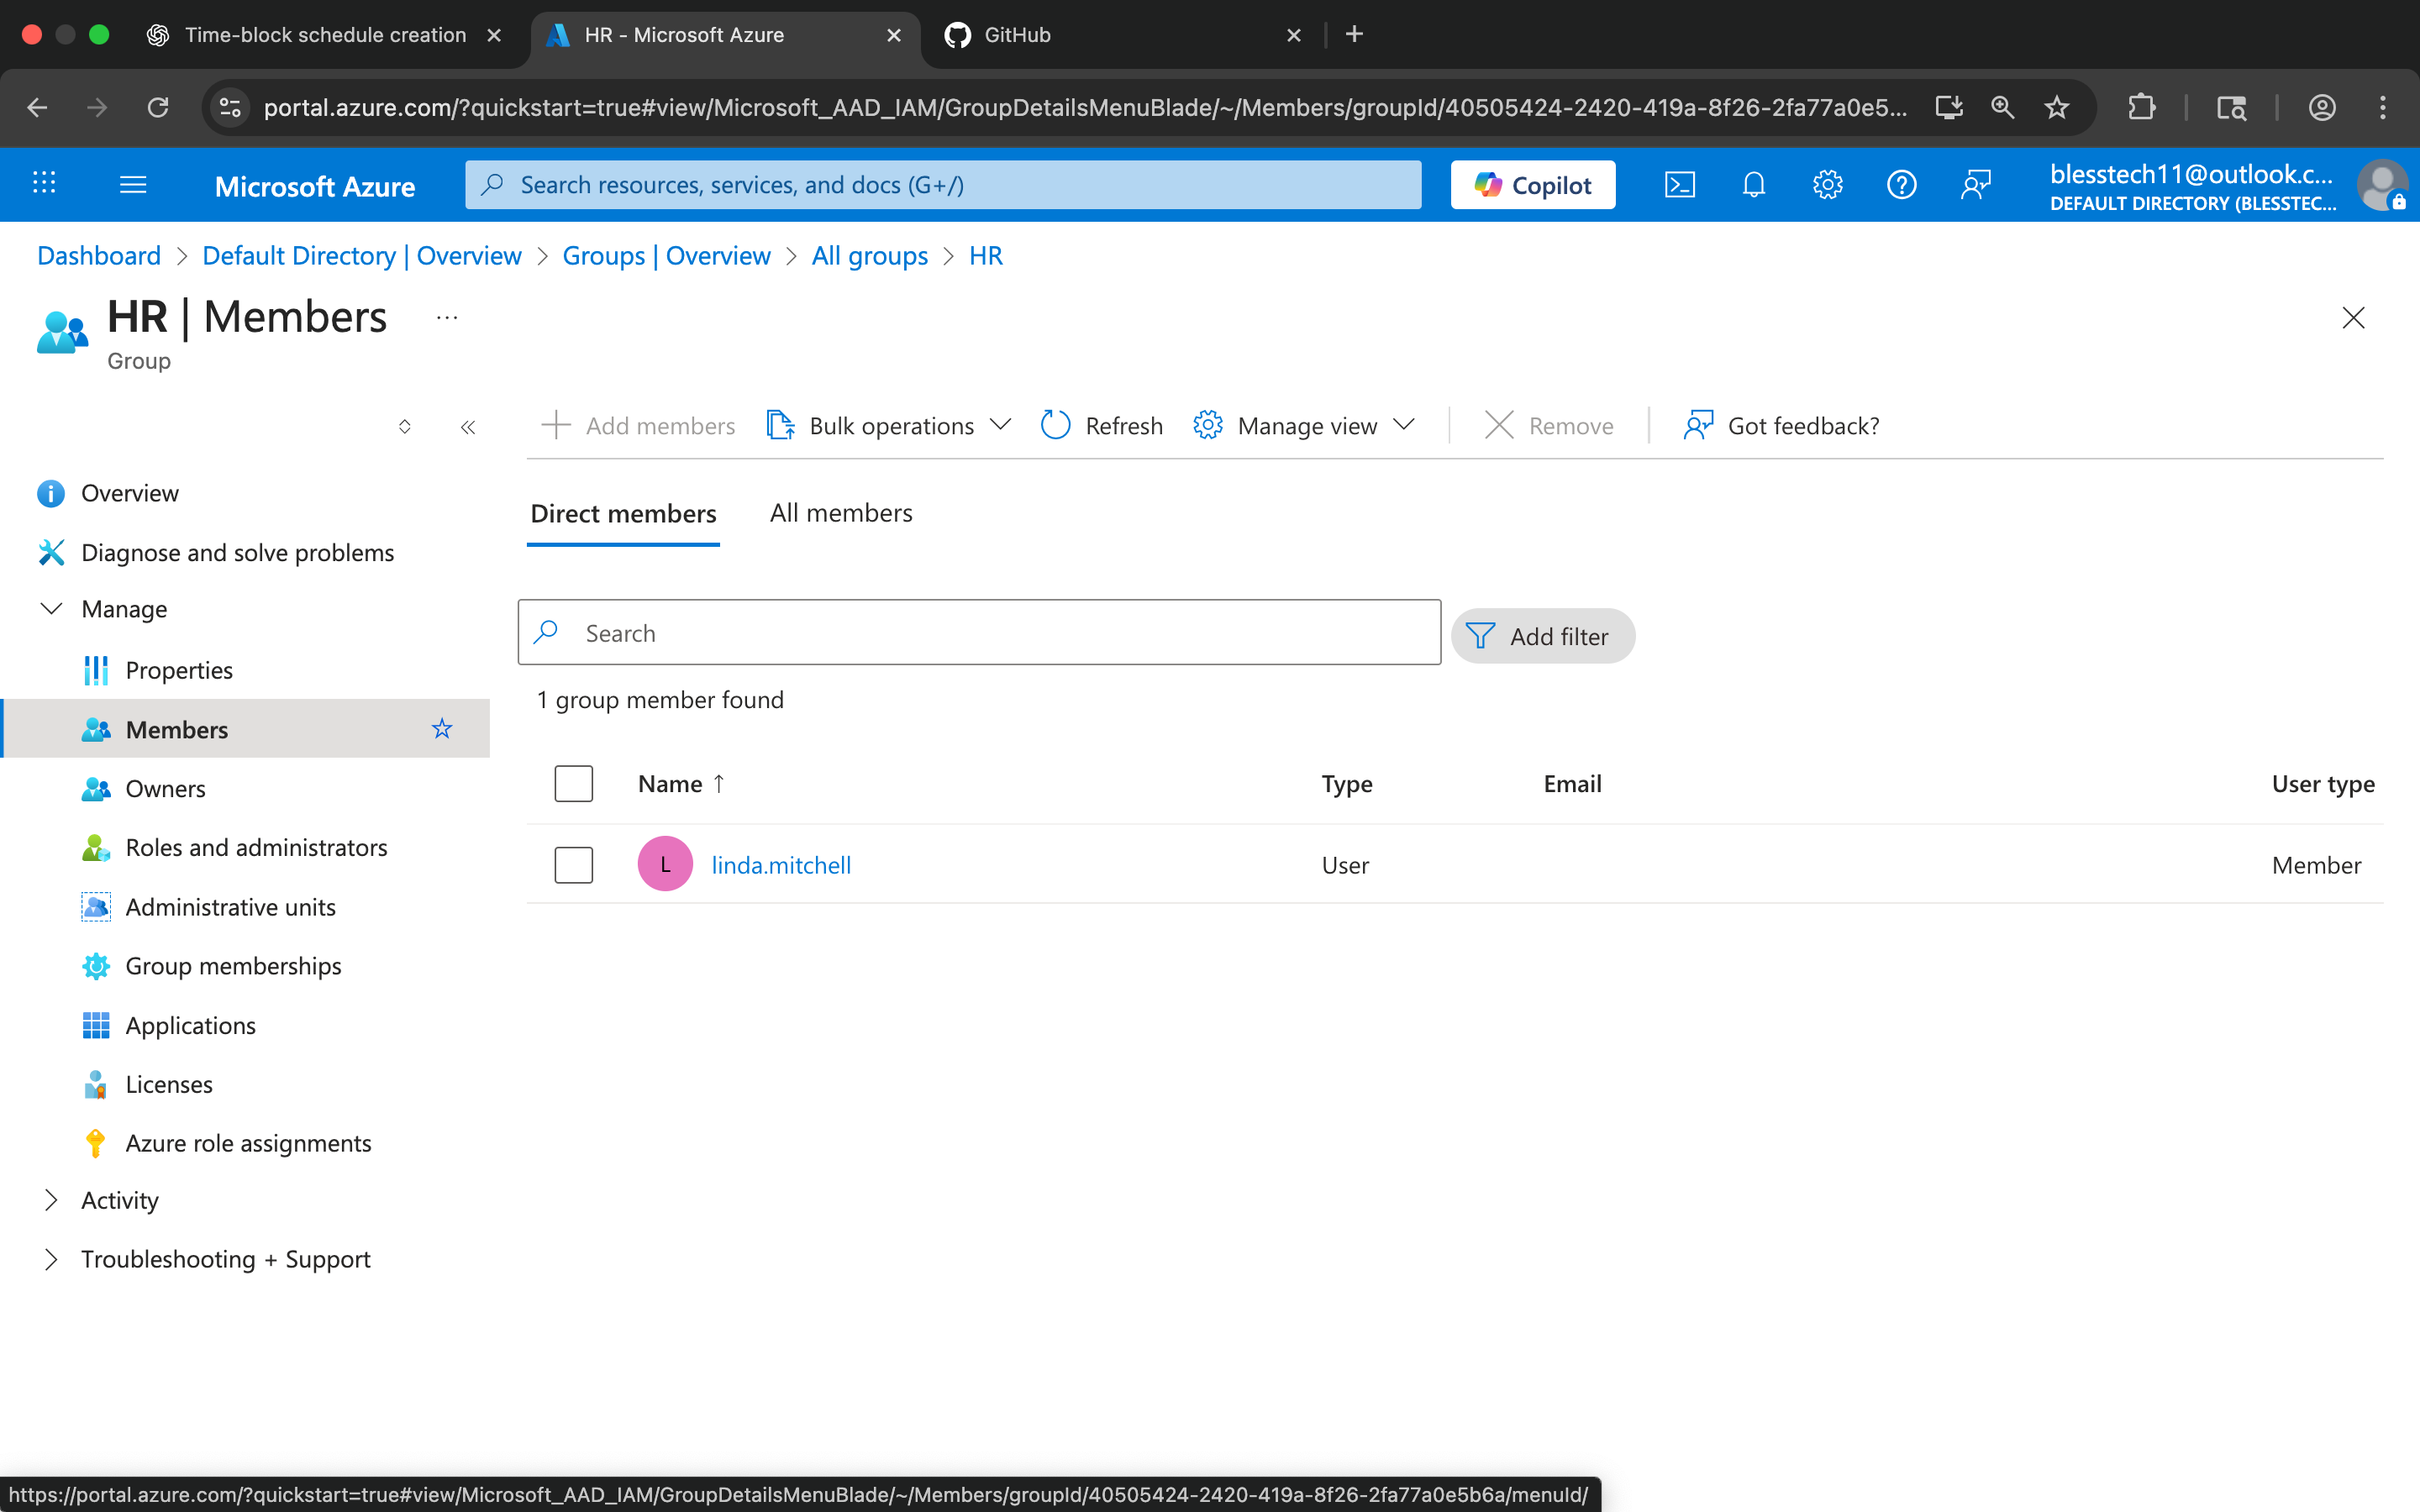 Time-block schedule creation
HR - Microsoft Azure
GitHub
portal.azure.com/?quickstart=true#view/Microsoft_AAD_IAM/GroupDetailsMenuBlade/~/Members/groupId/40505424-2420-419a-8f26-2fa77a0e5...
Microsoft Azure
Search resources, services, and docs (G+/)
Copilot
blesstech11@outlook.c...
DEFAULT DIRECTORY (BLESSTEC...
Dashboard > Default Directory | Overview > Groups | Overview > All groups > HR
HR | Members ...
Group
Add members
Bulk operations
Refresh
Manage view
Remove
Got feedback?
Overview
Diagnose and solve problems
Manage
Properties
Members
Owners
Roles and administrators
Administrative units
Group memberships
Applications
Licenses
Azure role assignments
Activity
Troubleshooting + Support
Direct members
All members
Search
Add filter
1 group member found
Name ↑ Type Email User type
L linda.mitchell User Member
https://portal.azure.com/?quickstart=true#view/Microsoft_AAD_IAM/GroupDetailsMenuBlade/~/Members/groupId/40505424-2420-419a-8f26-2fa77a0e5b6a/menuId/